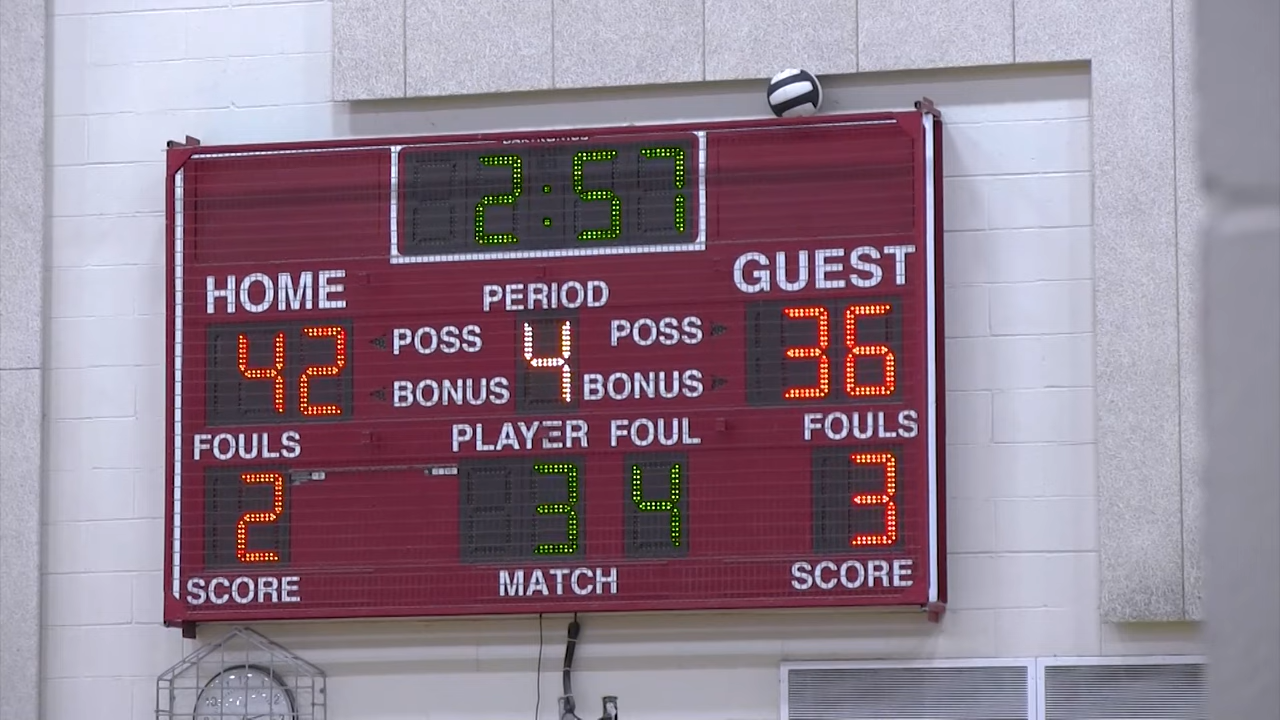 DAKTRONICS
2:57
HOME PERIOD GUEST
42 POSS 4 POSS 36
BONUS BONUS
FOULS PLAYER FOUL FOULS
2 3 4 3
SCORE MATCH SCORE